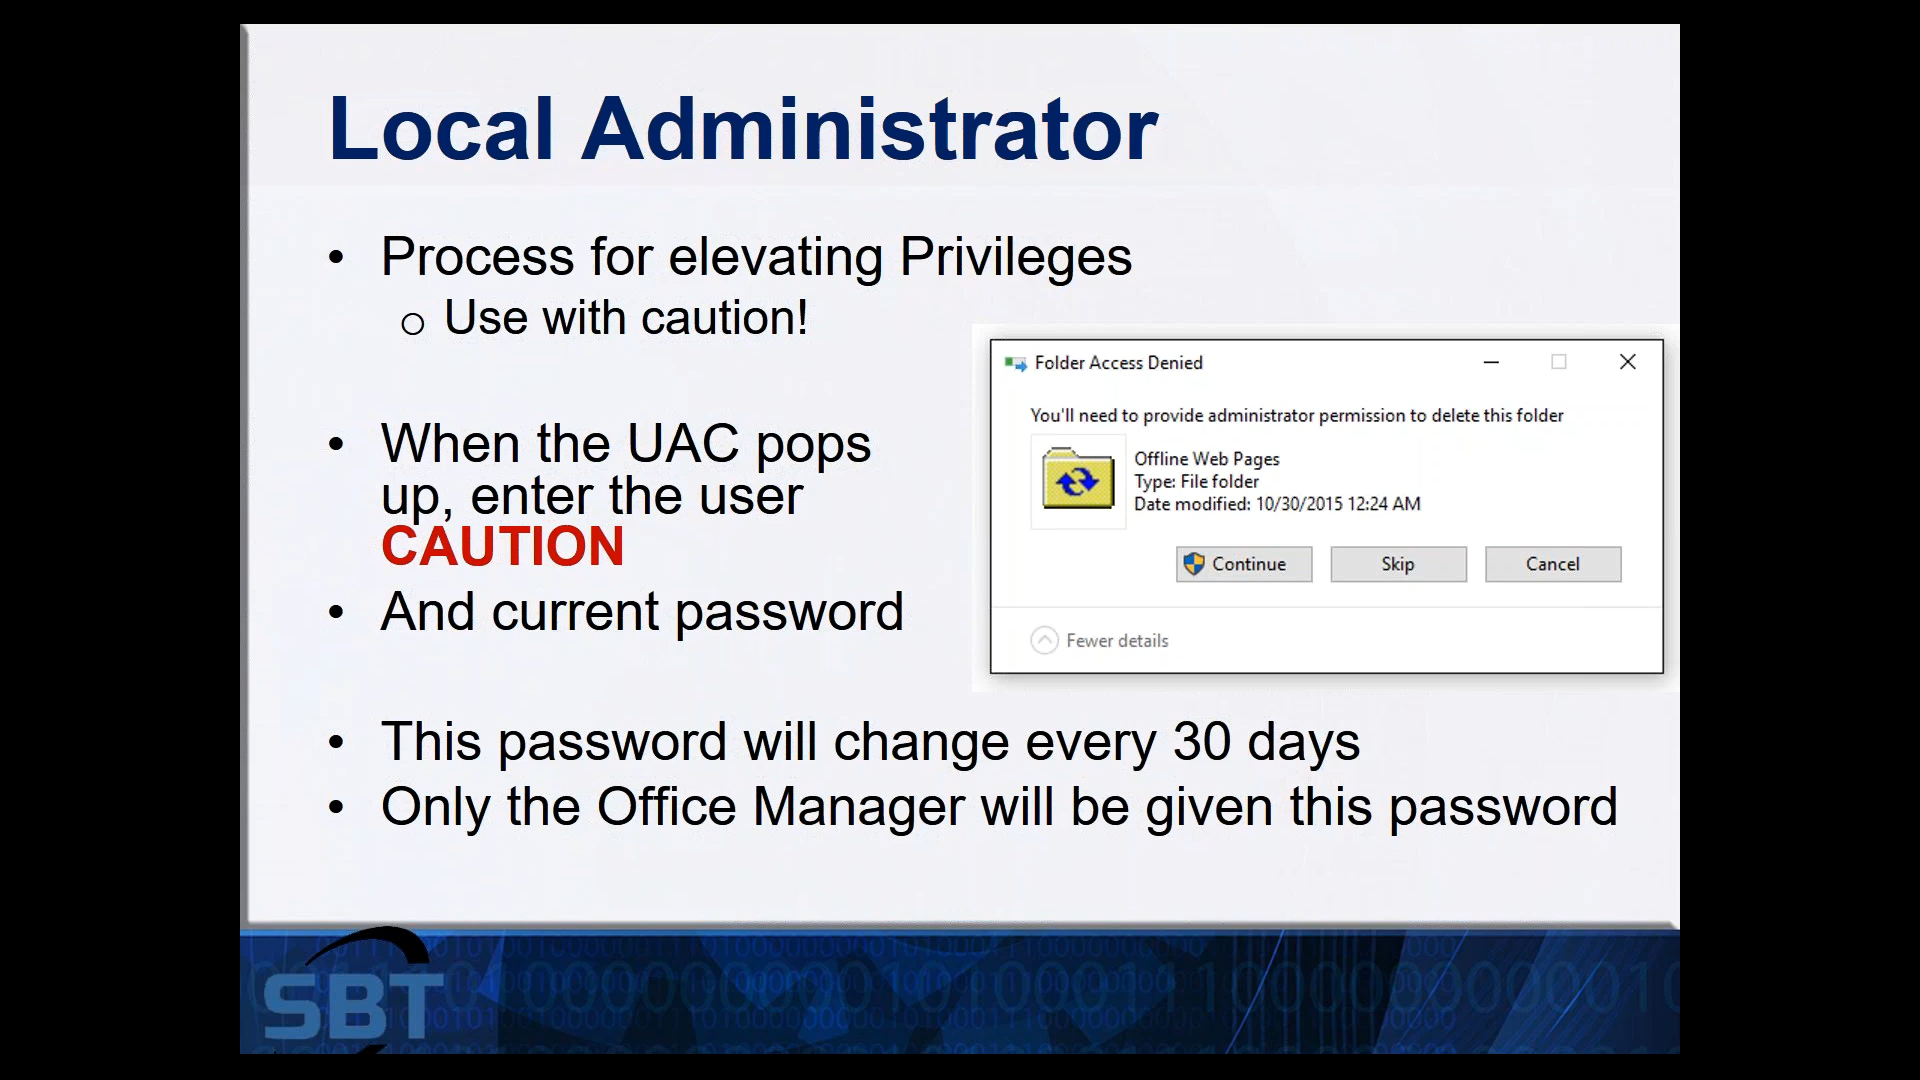 Local Administrator
• Process for elevating Privileges
o Use with caution!
• When the UAC pops
up, enter the user
CAUTION
• And current password
Folder Access Denied
You'll need to provide administrator permission to delete this folder
Offline Web Pages
Type: File folder
Date modified: 10/30/2015 12:24 AM
Continue Skip Cancel
Fewer details
• This password will change every 30 days
• Only the Office Manager will be given this password
SBT